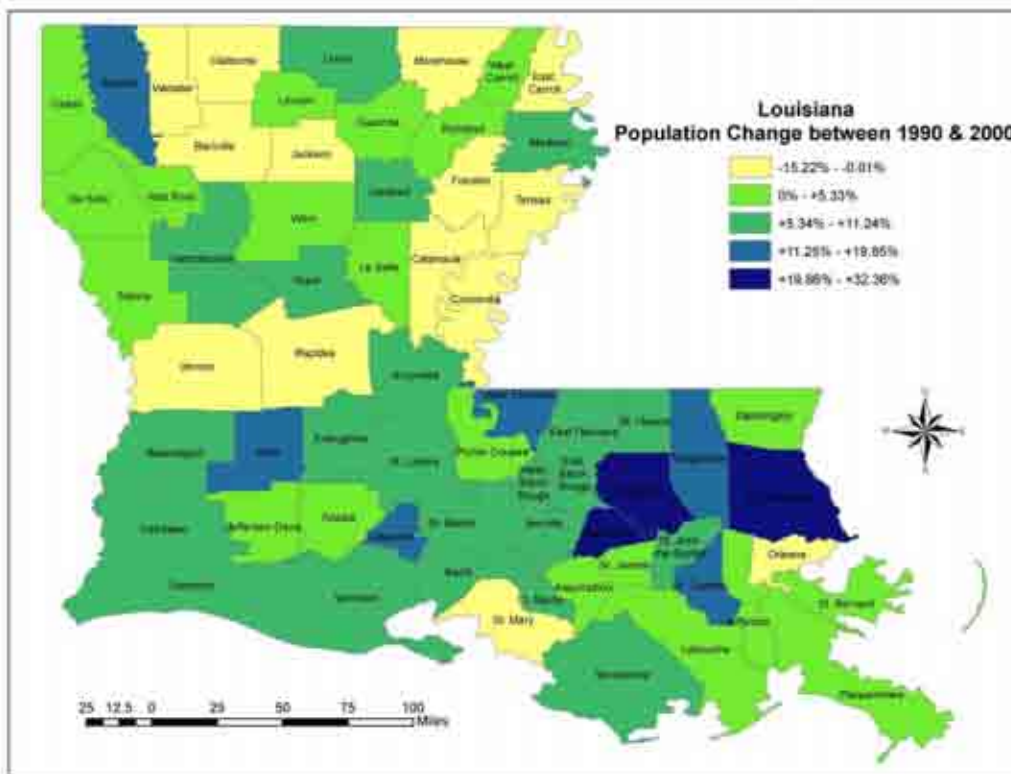 Louisiana
Population Change between 1990 & 2000
-15.22% - -0.01%
0% - +5.33%
+5.34% - +11.24%
+11.25% - +19.85%
+19.86% - +32.36%
Caddo
Webster
Claiborne
Union
Morehouse
West Carroll
East Carroll
Lincoln
Ouachita
Richland
Madison
Bienville
Jackson
Caldwell
Franklin
Tensas
De Soto
Red River
Winn
Natchitoches
Grant
La Salle
Catahoula
Concordia
Sabine
Vernon
Rapides
Avoyelles
Beauregard
Allen
Evangeline
St. Landry
Pointe Coupee
East Feliciana
St. Helena
Washington
West Baton Rouge
East Baton Rouge
Calcasieu
Jefferson Davis
Acadia
St. Martin
Iberville
Cameron
Vermilion
Iberia
St. Mary
Assumption
St. James
St. John the Baptist
Orleans
St. Bernard
Jefferson
Lafourche
Terrebonne
Plaquemines
25 12.5 0 25 50 75 100
Miles